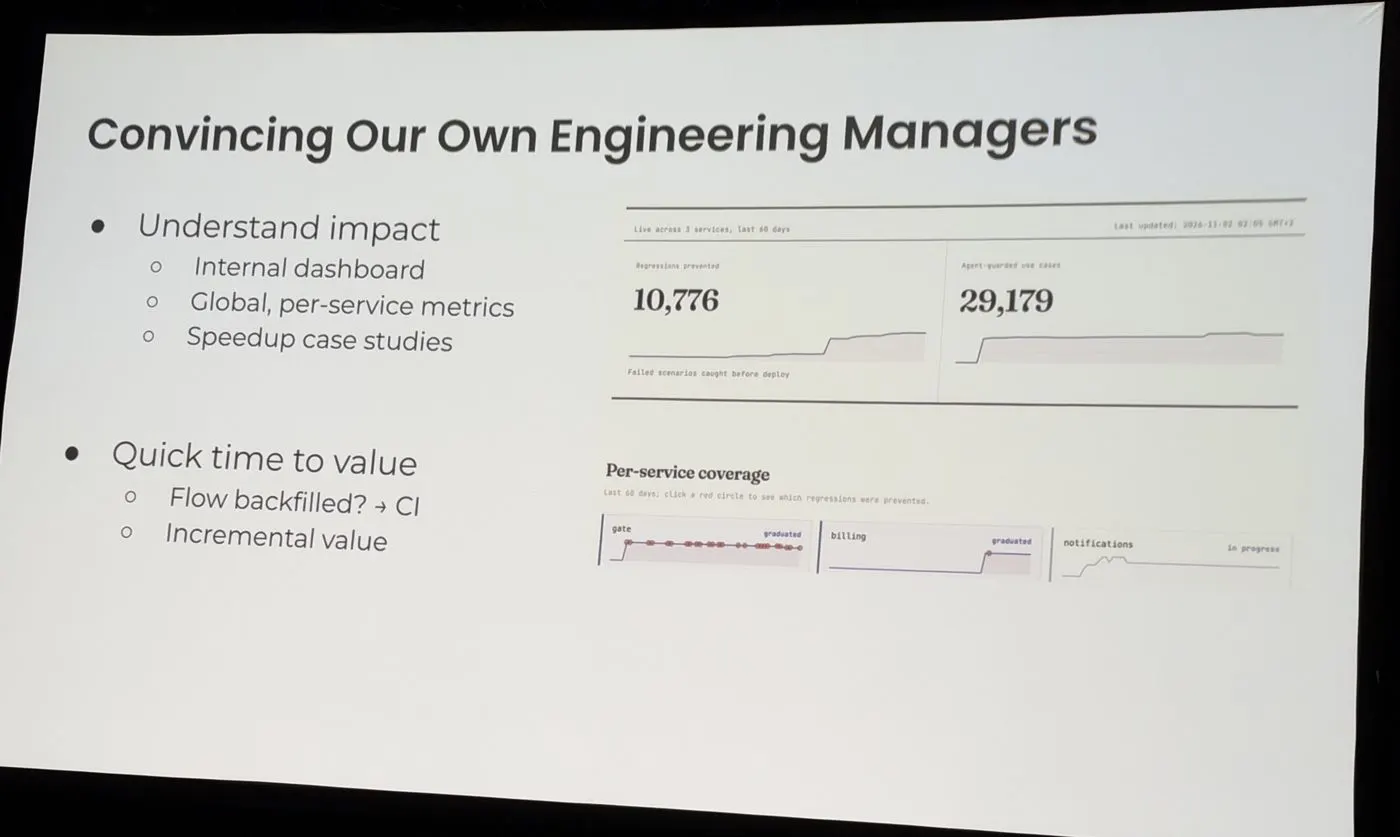 Convincing Our Own Engineering Managers
● Understand impact
○ Internal dashboard
○ Global, per-service metrics
○ Speedup case studies
● Quick time to value
○ Flow backfilled? → CI
○ Incremental value
Live across 3 services, last 60 days
Last updated:
Regressions prevented
10,776
Failed scenarios caught before deploy
Agent-guarded use cases
29,179
Per-service coverage
Last 60 days; click a red circle to see which regressions were prevented.
gate
graduated
billing
graduated
notifications
in progress